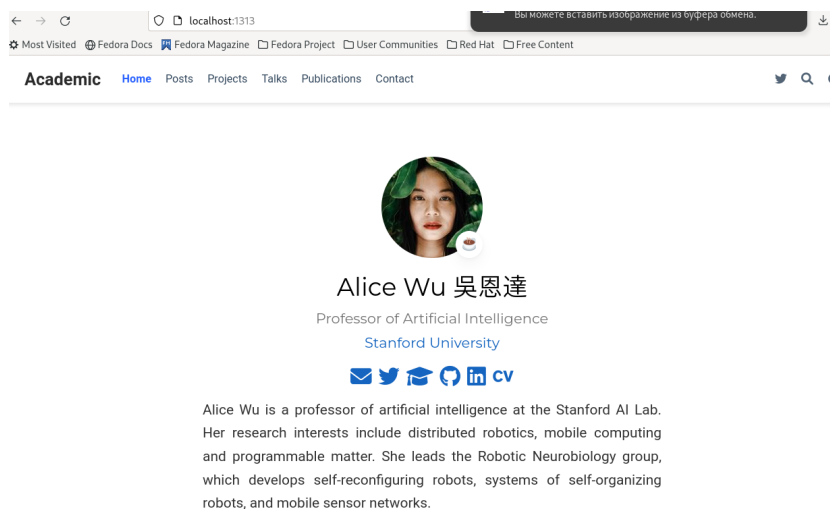 Вы можете вставить изображение из буфера обмена.
localhost:1313
Most Visited Fedora Docs Fedora Magazine Fedora Project User Communities Red Hat Free Content
Academic Home Posts Projects Talks Publications Contact
Alice Wu 吳恩達
Professor of Artificial Intelligence
Stanford University
CV
Alice Wu is a professor of artificial intelligence at the Stanford AI Lab.
Her research interests include distributed robotics, mobile computing
and programmable matter. She leads the Robotic Neurobiology group,
which develops self-reconfiguring robots, systems of self-organizing
robots, and mobile sensor networks.